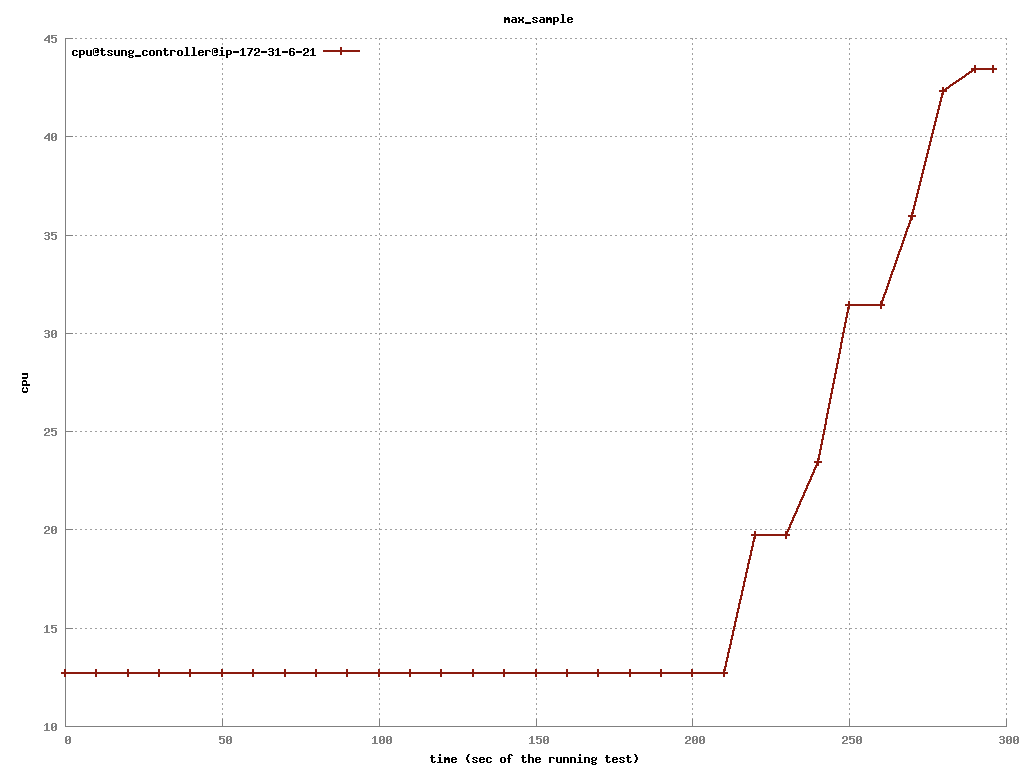 max_sample
cpu@tsung_controller@ip-172-31-6-21
45
40
35
30
25
20
15
10
cpu
0 50 100 150 200 250 300
time (sec of the running test)